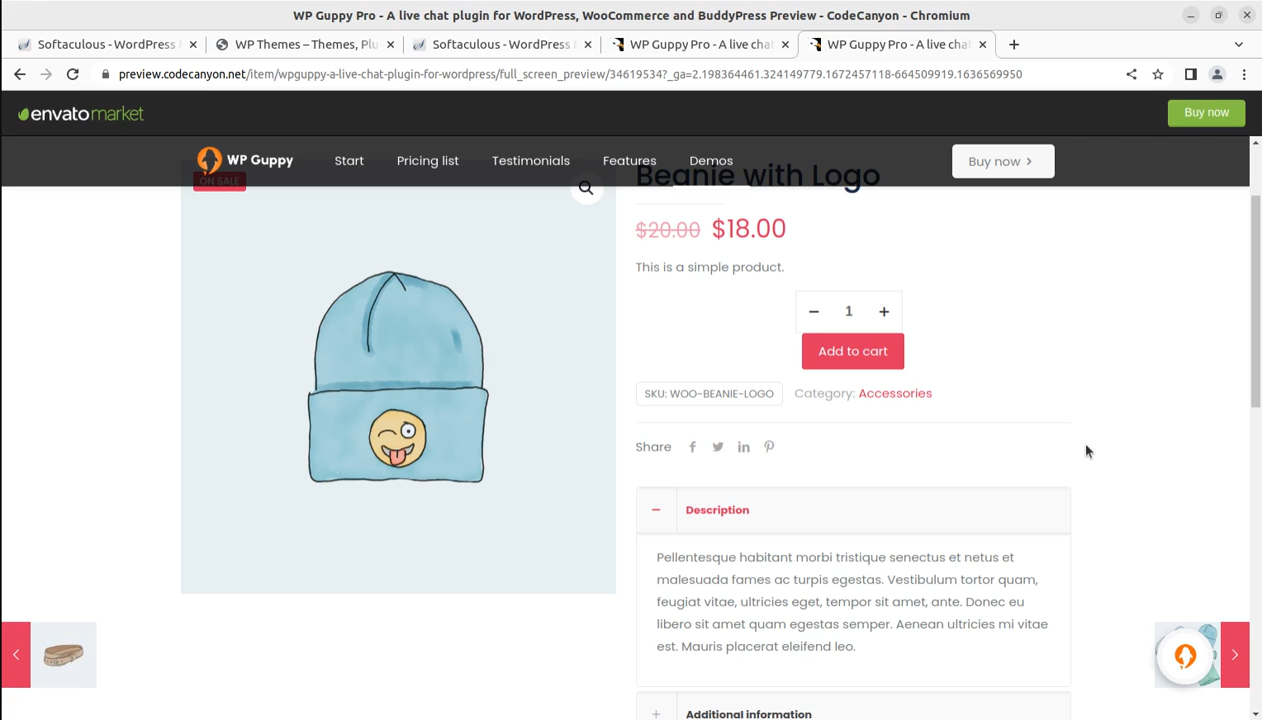 WP Guppy Pro - A live chat plugin for WordPress, WooCommerce and BuddyPress Preview - CodeCanyon - Chromium
Softaculous - WordPress
WP Themes – Themes, Plu
Softaculous - WordPress
WP Guppy Pro - A live chat
WP Guppy Pro - A live chat
preview.codecanyon.net/item/wpguppy-a-live-chat-plugin-for-wordpress/full_screen_preview/34619534?_ga=2.198364461.324149779.1672457118-664509919.1636569950
envatomarket
Buy now
WP Guppy
Start
Pricing list
Testimonials
Features
Demos
Buy now
ON SALE
Beanie with Logo
$20.00 $18.00
This is a simple product.
− 1 +
Add to cart
SKU: WOO-BEANIE-LOGO
Category: Accessories
Share
Description
Pellentesque habitant morbi tristique senectus et netus et
malesuada fames ac turpis egestas. Vestibulum tortor quam,
feugiat vitae, ultricies eget, tempor sit amet, ante. Donec eu
libero sit amet quam egestas semper. Aenean ultricies mi vitae
est. Mauris placerat eleifend leo.
Additional information